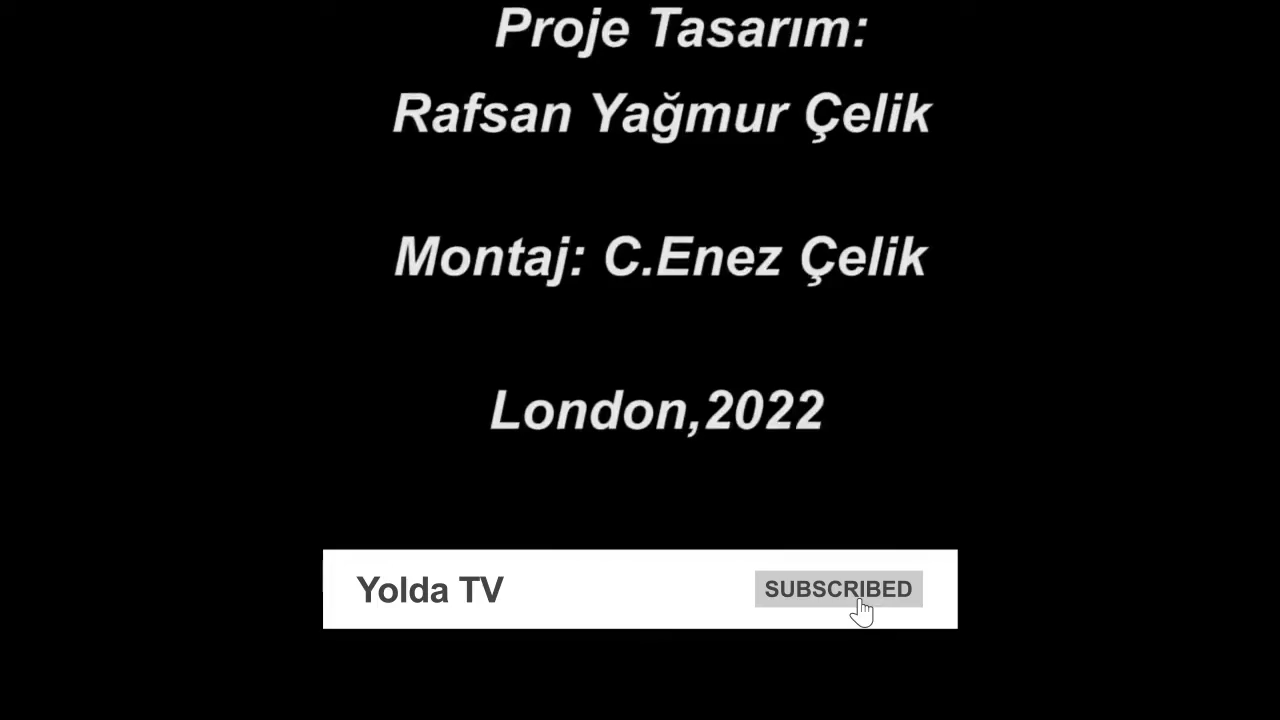 Proje Tasarım:
Rafsan Yağmur Çelik
Montaj: C.Enez Çelik
London,2022
Yolda TV
SUBSCRIBED